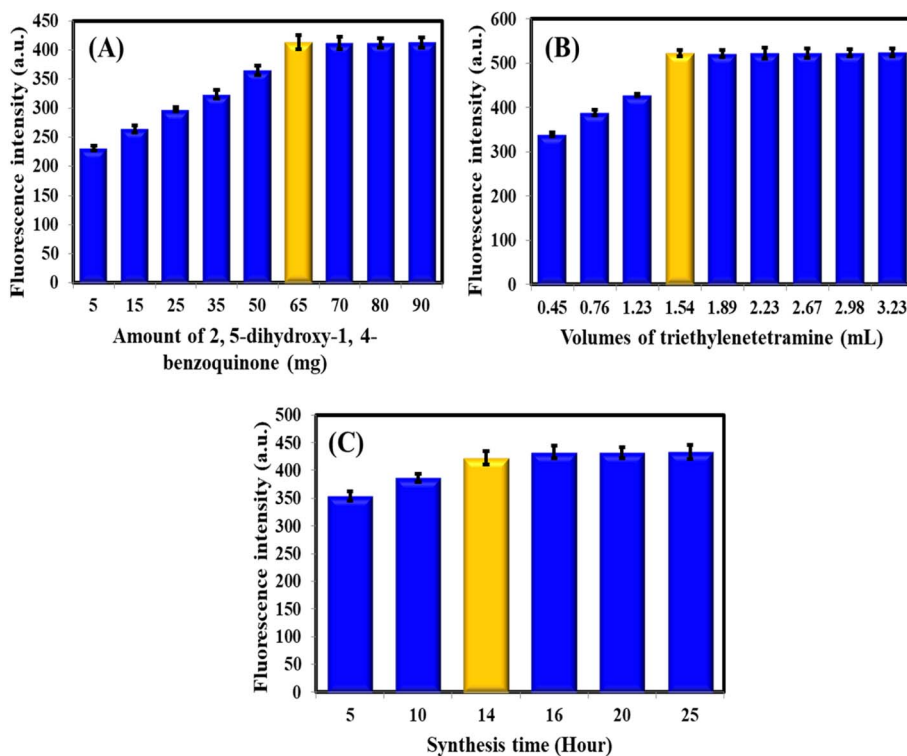 (A)
Fluorescence intensity (a.u.)
450
400
350
300
250
200
150
100
50
0
5 15 25 35 50 65 70 80 90
Amount of 2, 5-dihydroxy-1, 4-
benzoquinone (mg)
(B)
Fluorescence intensity (a.u.)
600
500
400
300
200
100
0
0.45 0.76 1.23 1.54 1.89 2.23 2.67 2.98 3.23
Volumes of triethylenetetramine (mL)
(C)
Fluorescence intensity (a.u.)
500
450
400
350
300
250
200
150
100
50
0
5 10 14 16 20 25
Synthesis time (Hour)